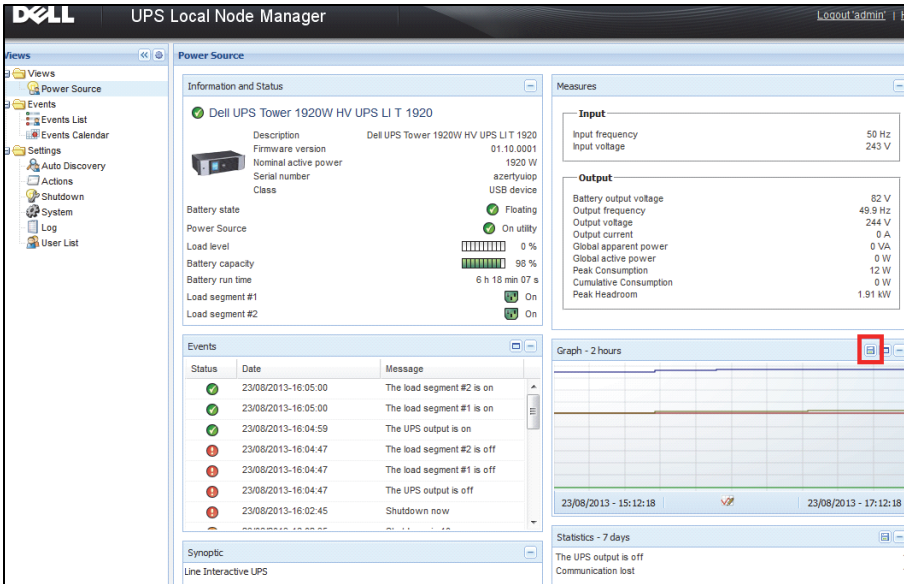 DELL UPS Local Node Manager Logout 'admin' |
Views
Views
Power Source
Events
Events List
Events Calendar
Settings
Auto Discovery
Actions
Shutdown
System
Log
User List
Power Source
Information and Status
Dell UPS Tower 1920W HV UPS LI T 1920
Description Dell UPS Tower 1920W HV UPS LI T 1920
Firmware version 01.10.0001
Nominal active power 1920 W
Serial number azertyuiop
Class USB device
Battery state Floating
Power Source On utility
Load level 0 %
Battery capacity 98 %
Battery run time 6 h 18 min 07 s
Load segment #1 On
Load segment #2 On
Measures
Input
Input frequency 50 Hz
Input voltage 243 V
Output
Battery output voltage 82 V
Output frequency 49.9 Hz
Output voltage 244 V
Output current 0 A
Global apparent power 0 VA
Global active power 0 W
Peak Consumption 12 W
Cumulative Consumption 0 W
Peak Headroom 1.91 kW
Events
Status Date Message
23/08/2013-16:05:00 The load segment #2 is on
23/08/2013-16:05:00 The load segment #1 is on
23/08/2013-16:04:59 The UPS output is on
23/08/2013-16:04:47 The load segment #2 is off
23/08/2013-16:04:47 The load segment #1 is off
23/08/2013-16:04:47 The UPS output is off
23/08/2013-16:02:45 Shutdown now
Graph - 2 hours
23/08/2013 - 15:12:18 23/08/2013 - 17:12:18
Synoptic
Line Interactive UPS
Statistics - 7 days
The UPS output is off
Communication lost